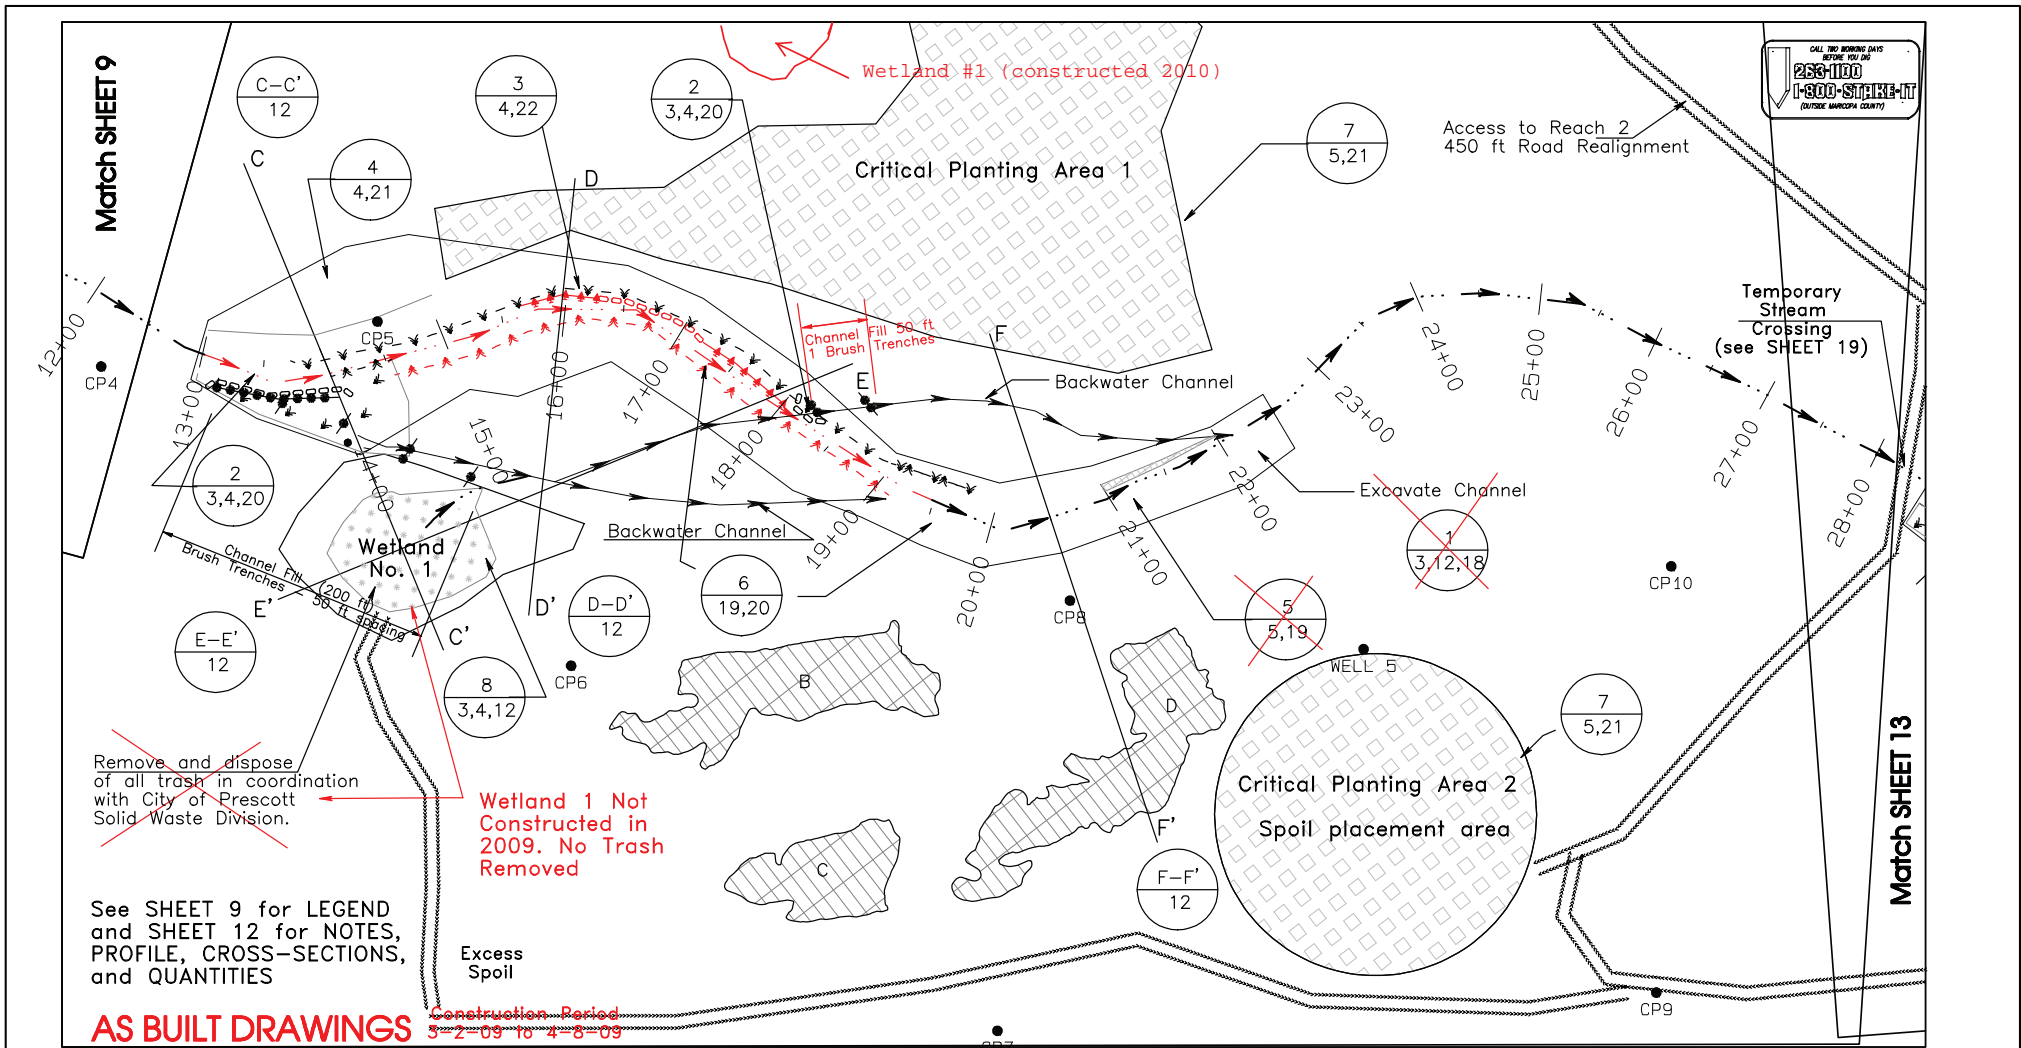 Match SHEET 9
C-C'
12
3
4,22
2
3,4,20
Wetland #1 (constructed 2010)
CALL TWO WORKING DAYS
BEFORE YOU DIG
263-1100
1-800-STAKE-IT
(OUTSIDE MARICOPA COUNTY)
4
4,21
C
D
Critical Planting Area 1
7
5,21
Access to Reach 2
450 ft Road Realignment
Temporary
Stream
Crossing
(see SHEET 19)
12+00
CP4
CP5
13+00
14+00
15+00
16+00
17+00
18+00
19+00
20+00
21+00
22+00
23+00
24+00
25+00
26+00
27+00
28+00
Channel Fill 50 ft
1 Brush Trenches
E
F
Backwater Channel
2
3,4,20
Wetland
No. 1
Backwater Channel
Excavate Channel
1
3,12,18
Channel Fill (200 ft)
Brush Trenches 50 ft spacing
E'
C'
D'
D-D'
12
6
19,20
5
5,19
CP8
CP10
E-E'
12
8
3,4,12
CP6
B
D
WELL 5
7
5,21
Remove and dispose
of all trash in coordination
with City of Prescott
Solid Waste Division.
Wetland 1 Not
Constructed in
2009. No Trash
Removed
C
F'
F-F'
12
Critical Planting Area 2
Spoil placement area
Match SHEET 13
See SHEET 9 for LEGEND
and SHEET 12 for NOTES,
PROFILE, CROSS-SECTIONS,
and QUANTITIES
Excess
Spoil
CP9
CP7
AS BUILT DRAWINGS
Construction Period
3-2-09 to 4-8-09